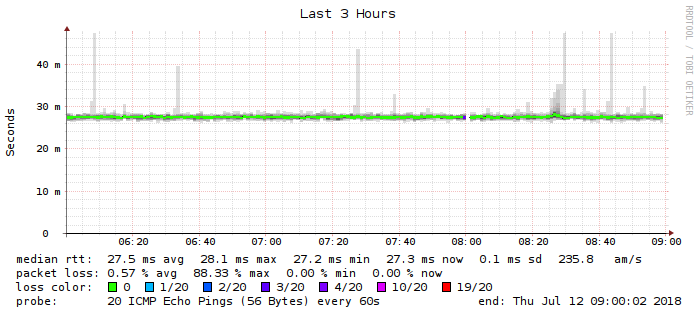 Last 3 Hours
RRDTOOL / TOBI OETIKER
Seconds
40 m
30 m
20 m
10 m
0
06:20 06:40 07:00 07:20 07:40 08:00 08:20 08:40 09:00
median rtt: 27.5 ms avg 28.1 ms max 27.2 ms min 27.3 ms now 0.1 ms sd 235.8 am/s
packet loss: 0.57 % avg 88.33 % max 0.00 % min 0.00 % now
loss color: 0 1/20 2/20 3/20 4/20 10/20 19/20
probe: 20 ICMP Echo Pings (56 Bytes) every 60s end: Thu Jul 12 09:00:02 2018